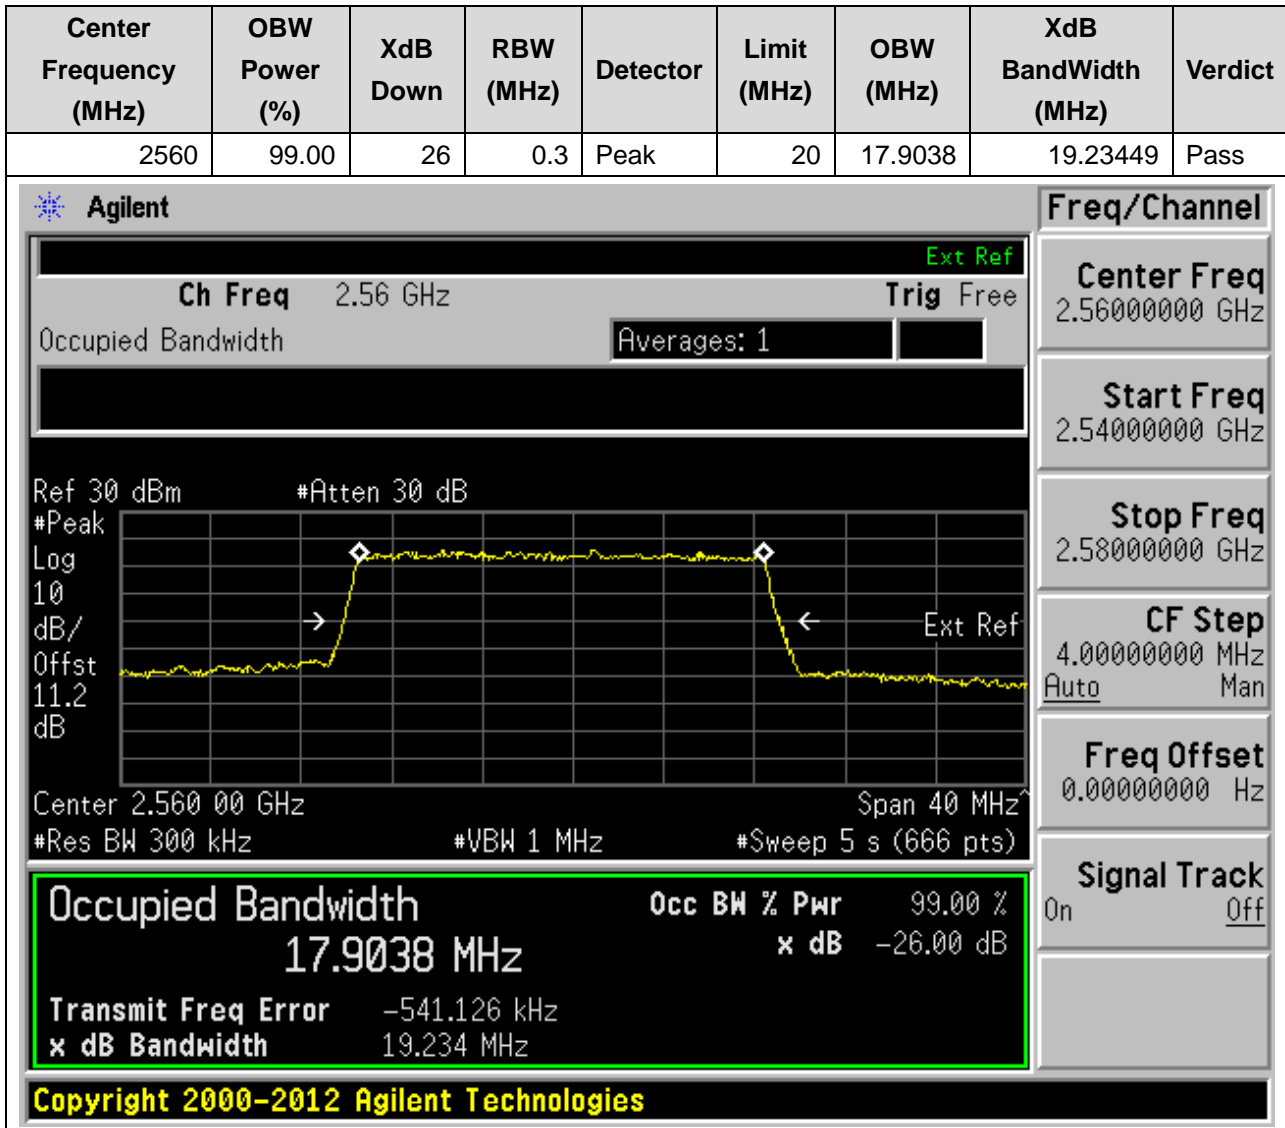 Center Frequency (MHz) OBW Power (%) XdB Down RBW (MHz) Detector Limit (MHz) OBW (MHz) XdB BandWidth (MHz) Verdict
2560 99.00 26 0.3 Peak 20 17.9038 19.23449 Pass
Agilent
Freq/Channel
Ext Ref
Ch Freq 2.56 GHz Trig Free
Occupied Bandwidth Averages: 1
Ref 30 dBm #Atten 30 dB
#Peak
Log
10
dB/
Offst
11.2
dB
Ext Ref
Center 2.560 00 GHz Span 40 MHz^
#Res BW 300 kHz #VBW 1 MHz #Sweep 5 s (666 pts)
Occupied Bandwidth
17.9038 MHz
Occ BW % Pwr 99.00 %
x dB -26.00 dB
Transmit Freq Error -541.126 kHz
x dB Bandwidth 19.234 MHz
Center Freq
2.56000000 GHz
Start Freq
2.54000000 GHz
Stop Freq
2.58000000 GHz
CF Step
4.00000000 MHz
Auto Man
Freq Offset
0.00000000 Hz
Signal Track
On Off
Copyright 2000-2012 Agilent Technologies